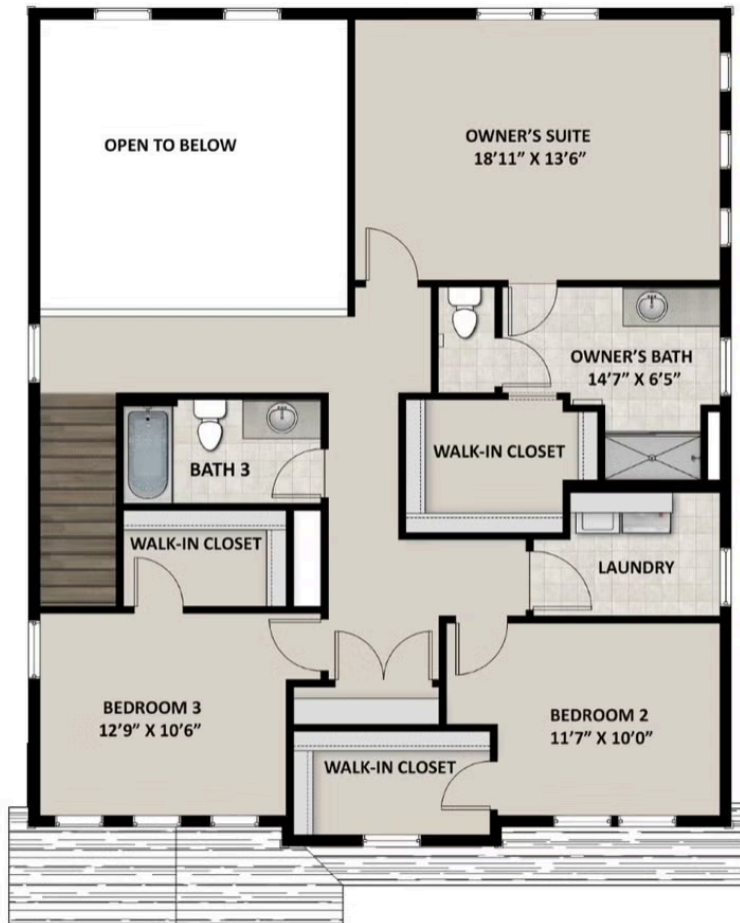 OPEN TO BELOW
OWNER'S SUITE
18'11" X 13'6"
OWNER'S BATH
14'7" X 6'5"
WALK-IN CLOSET
BATH 3
WALK-IN CLOSET
LAUNDRY
BEDROOM 3
12'9" X 10'6"
BEDROOM 2
11'7" X 10'0"
WALK-IN CLOSET